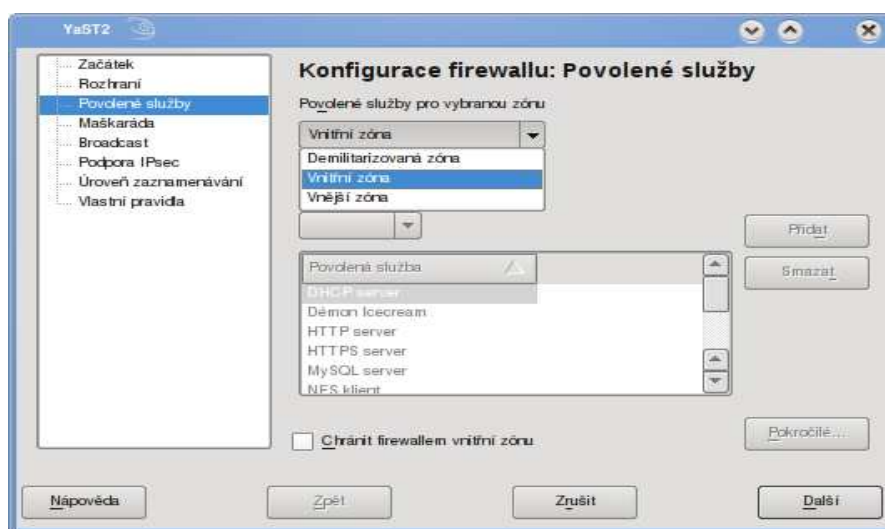 YaST2
Začátek
Rozhraní
Povolené služby
Maškaráda
Broadcast
Podpora IPsec
Úroveň zaznamenávání
Vlastní pravidla
Konfigurace firewallu: Povolené služby
Povolené služby pro vybranou zónu
Vnitřní zóna
Demilitarizovaná zóna
Vnitřní zóna
Vnější zóna
Přidat
Povolená služba
Smazat
DHCP server
Démon Icecream
HTTP server
HTTPS server
MySQL server
NFS klient
Chránit firewallem vnitřní zónu
Pokročilé...
Nápověda
Zpět
Zrušit
Další